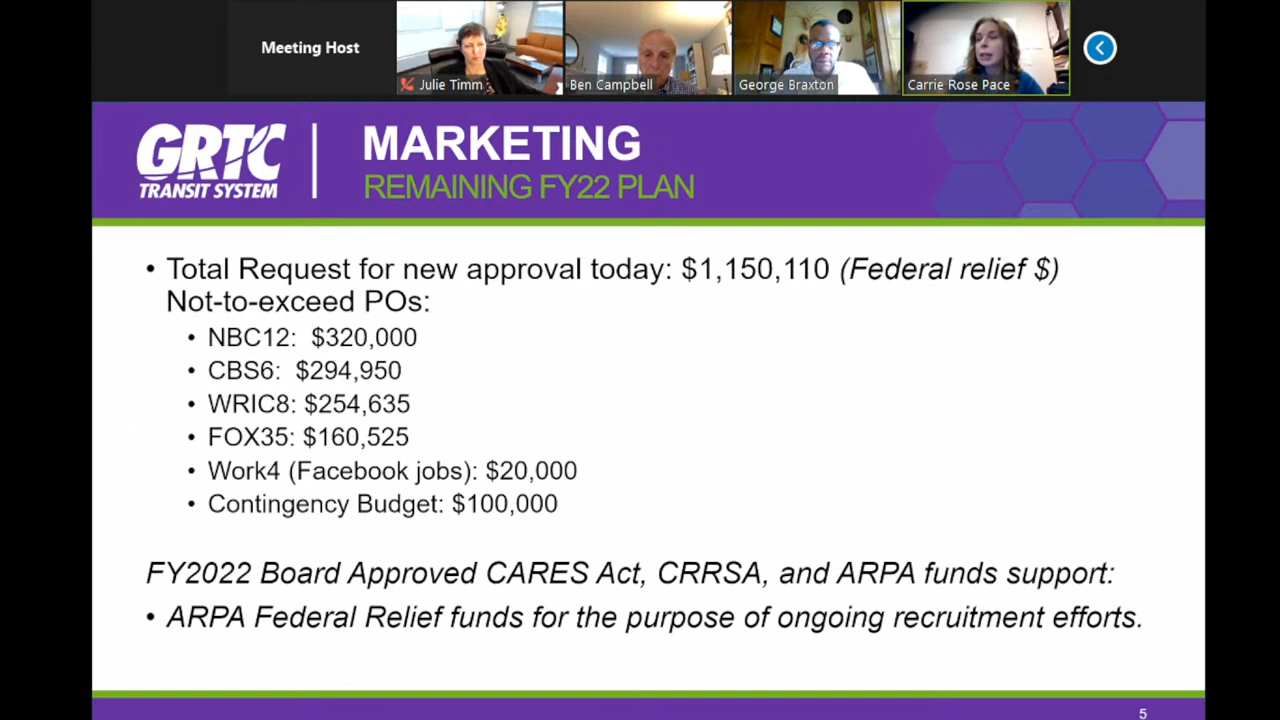 Meeting Host
Julie Timm
Ben Campbell
George Braxton
Carrie Rose Pace
GRTC
TRANSIT SYSTEM
MARKETING
REMAINING FY22 PLAN
• Total Request for new approval today: $1,150,110 (Federal relief $)
Not-to-exceed POs:
• NBC12: $320,000
• CBS6: $294,950
• WRIC8: $254,635
• FOX35: $160,525
• Work4 (Facebook jobs): $20,000
• Contingency Budget: $100,000
FY2022 Board Approved CARES Act, CRRSA, and ARPA funds support:
• ARPA Federal Relief funds for the purpose of ongoing recruitment efforts.
5